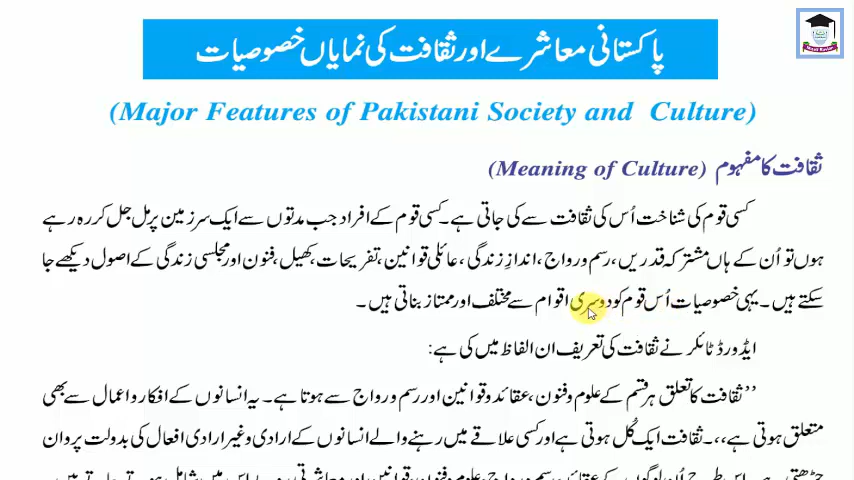 پاکستانی معاشرے اور ثقافت کی نمایاں خصوصیات
(Major Features of Pakistani Society and Culture)
ثقافت کا مفہوم (Meaning of Culture)
کسی قوم کی شناخت اُس کی ثقافت سے کی جاتی ہے۔ کسی قوم کے افراد جب مدتوں سے ایک سرزمین پر مل جل کر رہ رہے
ہوں تو اُن کے ہاں مشترکہ قدریں، رسم و رواج، اندازِ زندگی، عائلی قوانین، تفریحات، کھیل، فنون اور مجلسی زندگی کے اصول دیکھے جا
سکتے ہیں۔ یہی خصوصیات اُس قوم کو دوسری اقوام سے مختلف اور ممتاز بناتی ہیں۔
ایڈورڈ ٹائلر نے ثقافت کی تعریف ان الفاظ میں کی ہے:
’’ثقافت کا تعلق ہر قسم کے علوم و فنون، عقائد و قوانین اور رسم و رواج سے ہوتا ہے۔ یہ انسانوں کے افکار و اعمال سے بھی
متعلق ہوتی ہے،،۔ ثقافت ایک کُل ہوتی ہے اور کسی علاقے میں رہنے والے انسانوں کے ارادی و غیر ارادی افعال کی بدولت پروان